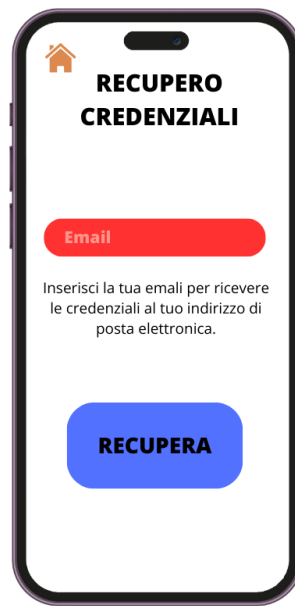 RECUPERO
CREDENZIALI
Email
Inserisci la tua emali per ricevere
le credenziali al tuo indirizzo di
posta elettronica.
RECUPERA